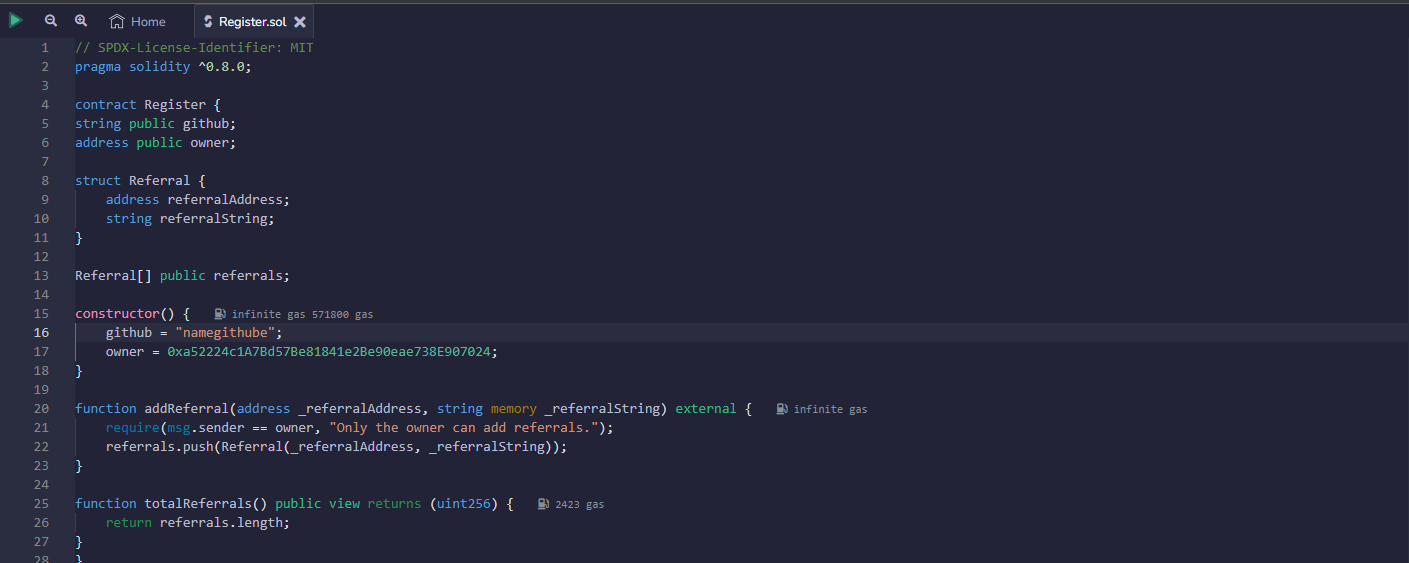 Home
Register.sol
1 // SPDX-License-Identifier: MIT
2 pragma solidity ^0.8.0;
3
4 contract Register {
5 string public github;
6 address public owner;
7
8 struct Referral {
9 address referralAddress;
10 string referralString;
11 }
12
13 Referral[] public referrals;
14
15 constructor() { infinite gas 571800 gas
16 github = "namegithube";
17 owner = 0xa52224c1A7Bd57Be81841e2Be90eae738E907024;
18 }
19
20 function addReferral(address _referralAddress, string memory _referralString) external { infinite gas
21 require(msg.sender == owner, "Only the owner can add referrals.");
22 referrals.push(Referral(_referralAddress, _referralString));
23 }
24
25 function totalReferrals() public view returns (uint256) { 2423 gas
26 return referrals.length;
27 }
28 }